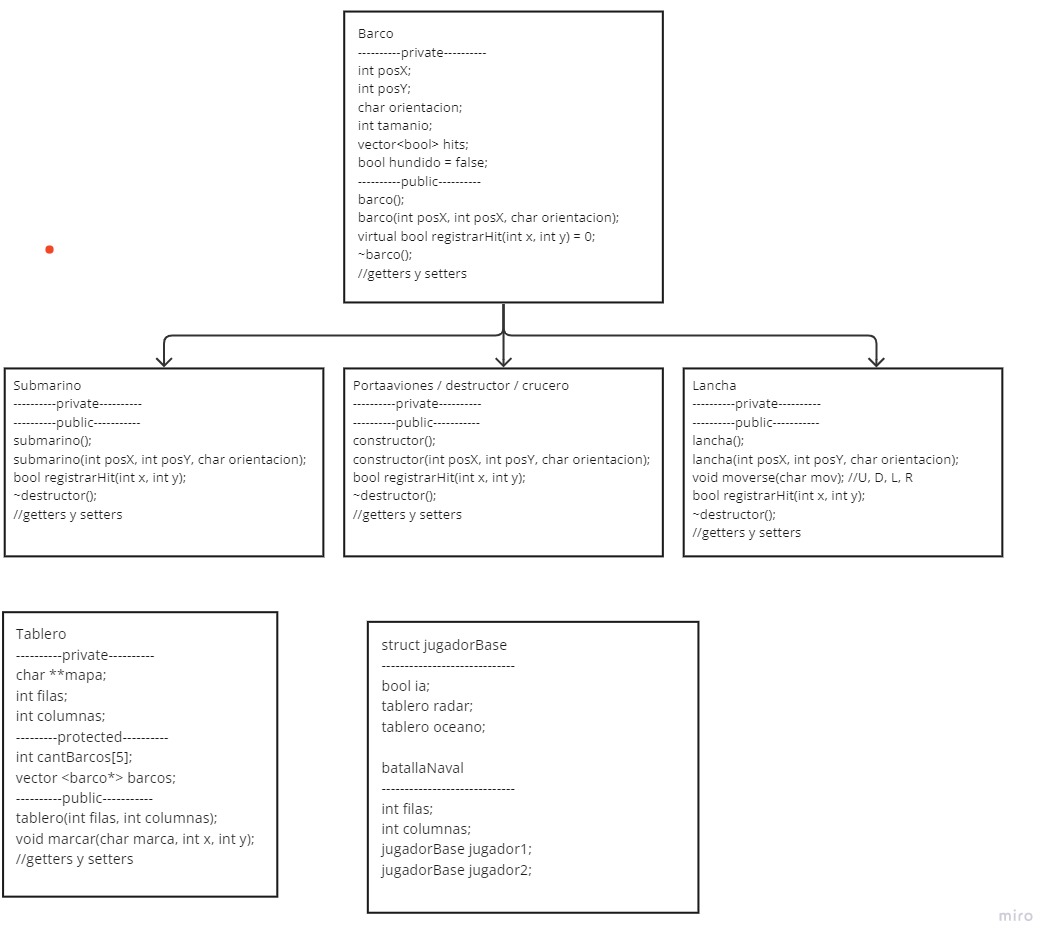 Barco
----------private----------
int posX;
int posY;
char orientacion;
int tamanio;
vector<bool> hits;
bool hundido = false;
----------public----------
barco();
barco(int posX, int posX, char orientacion);
virtual bool registrarHit(int x, int y) = 0;
~barco();
//getters y setters
Submarino
----------private----------
----------public-----------
submarino();
submarino(int posX, int posY, char orientacion);
bool registrarHit(int x, int y);
~destructor();
//getters y setters
Portaaviones / destructor / crucero
----------private----------
----------public-----------
constructor();
constructor(int posX, int posY, char orientacion);
bool registrarHit(int x, int y);
~destructor();
//getters y setters
Lancha
----------private----------
----------public-----------
lancha();
lancha(int posX, int posY, char orientacion);
void moverse(char mov); //U, D, L, R
bool registrarHit(int x, int y);
~destructor();
//getters y setters
Tablero
----------private----------
char **mapa;
int filas;
int columnas;
---------protected----------
int cantBarcos[5];
vector <barco*> barcos;
----------public-----------
tablero(int filas, int columnas);
void marcar(char marca, int x, int y);
//getters y setters
struct jugadorBase
-----------------------------
bool ia;
tablero radar;
tablero oceano;
batallaNaval
-----------------------------
int filas;
int columnas;
jugadorBase jugador1;
jugadorBase jugador2;
miro